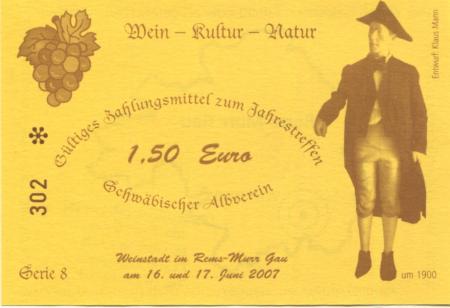 Wein – Kultur – Natur
Entwurf: Klaus Mann
302 *
Gültiges Zahlungsmittel zum Jahrestreffen
1,50 Euro
Schwäbischer Albverein
Weinstadt im Rems-Murr Gau
am 16. und 17. Juni 2007
Serie 8
um 1900